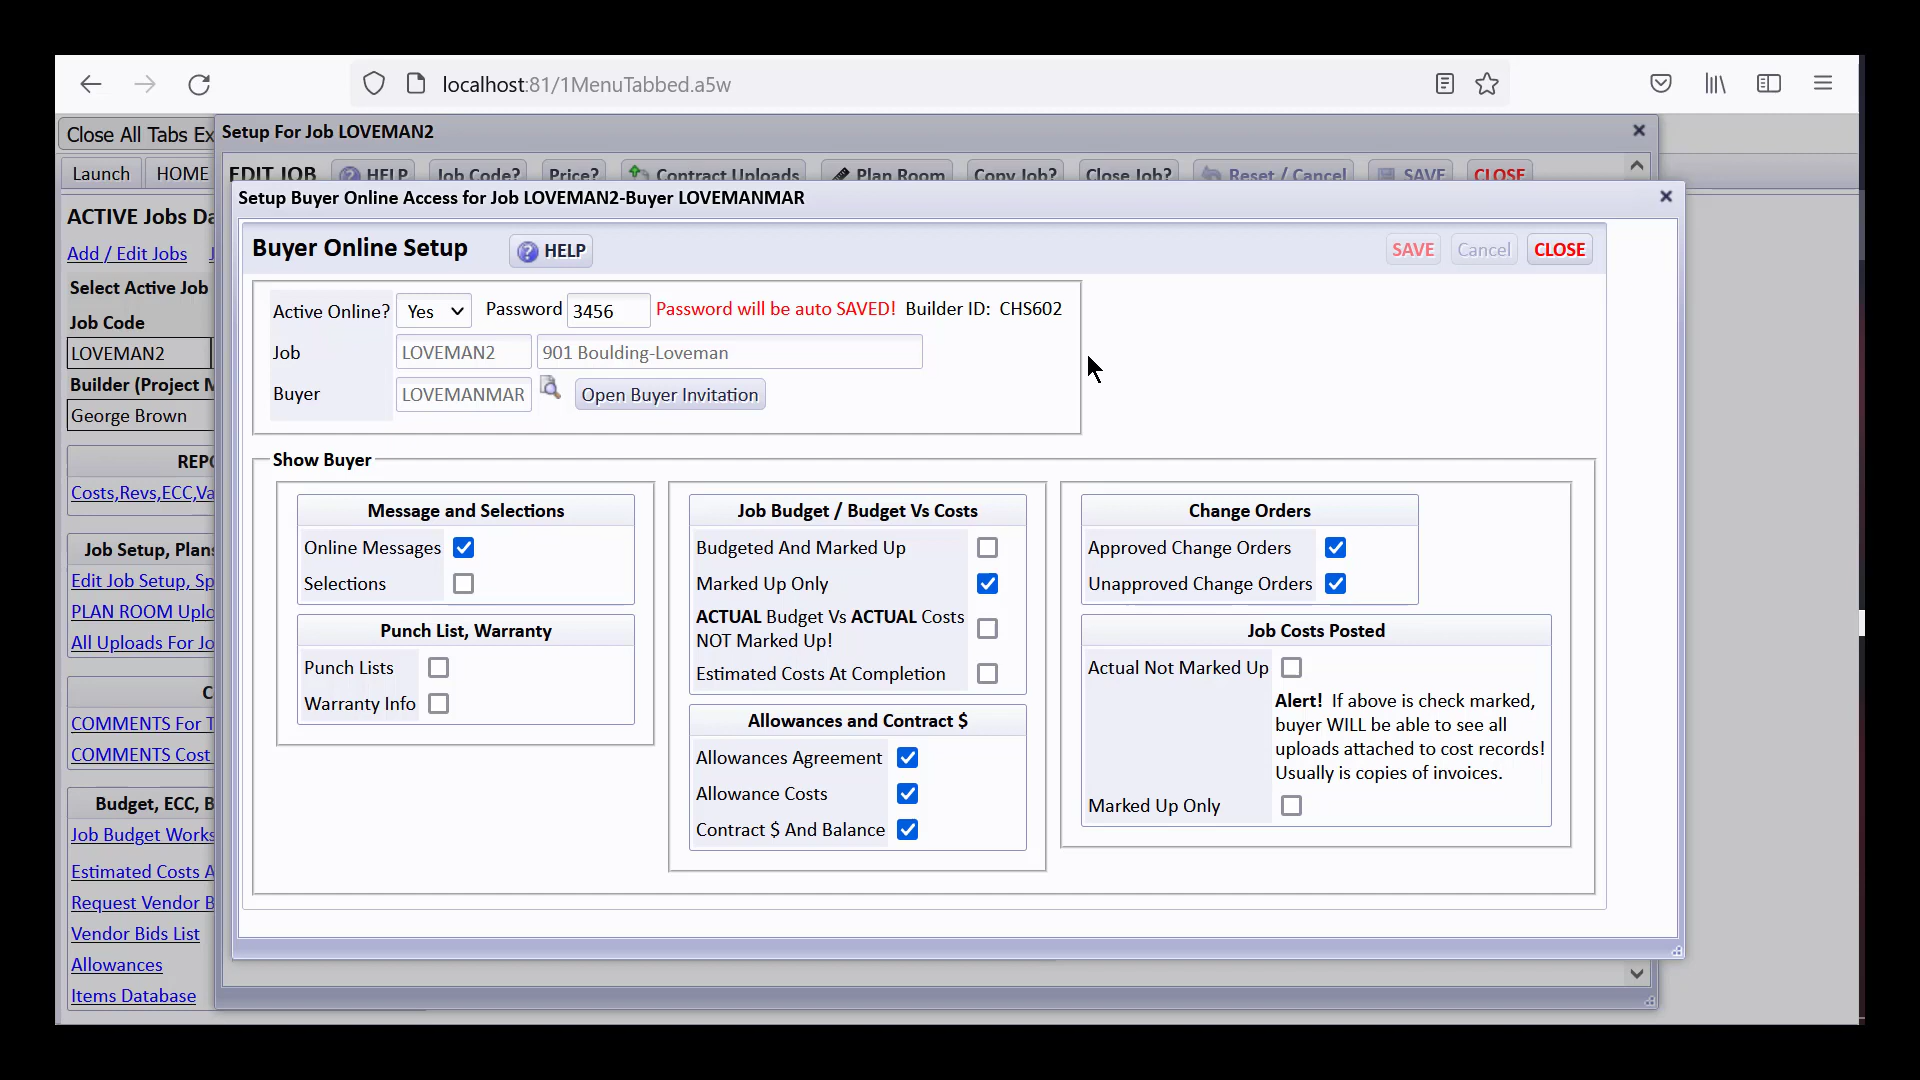 localhost:81/1MenuTabbed.a5w
Close All Tabs Ex
Setup For Job LOVEMAN2
Launch HOME
EDIT JOB HELP Job Code? Price? Contract Uploads Plan Room Copy Job? Close Job? Reset / Cancel SAVE CLOSE
Setup Buyer Online Access for Job LOVEMAN2-Buyer LOVEMANMAR
ACTIVE Jobs Da
Add / Edit Jobs
Select Active Job
Job Code
LOVEMAN2
Builder (Project M
George Brown
REPO
Costs,Revs,ECC,Va
Job Setup, Plans
Edit Job Setup, Sp
PLAN ROOM Uplo
All Uploads For Jo
C
COMMENTS For T
COMMENTS Cost
Budget, ECC, B
Job Budget Works
Estimated Costs A
Request Vendor B
Vendor Bids List
Allowances
Items Database
Buyer Online Setup HELP SAVE Cancel CLOSE
Active Online? Yes Password 3456 Password will be auto SAVED! Builder ID: CHS602
Job LOVEMAN2 901 Boulding-Loveman
Buyer LOVEMANMAR Open Buyer Invitation
Show Buyer
Message and Selections
Online Messages
Selections
Punch List, Warranty
Punch Lists
Warranty Info
Job Budget / Budget Vs Costs
Budgeted And Marked Up
Marked Up Only
ACTUAL Budget Vs ACTUAL Costs
NOT Marked Up!
Estimated Costs At Completion
Allowances and Contract $
Allowances Agreement
Allowance Costs
Contract $ And Balance
Change Orders
Approved Change Orders
Unapproved Change Orders
Job Costs Posted
Actual Not Marked Up
Alert! If above is check marked,
buyer WILL be able to see all
uploads attached to cost records!
Usually is copies of invoices.
Marked Up Only